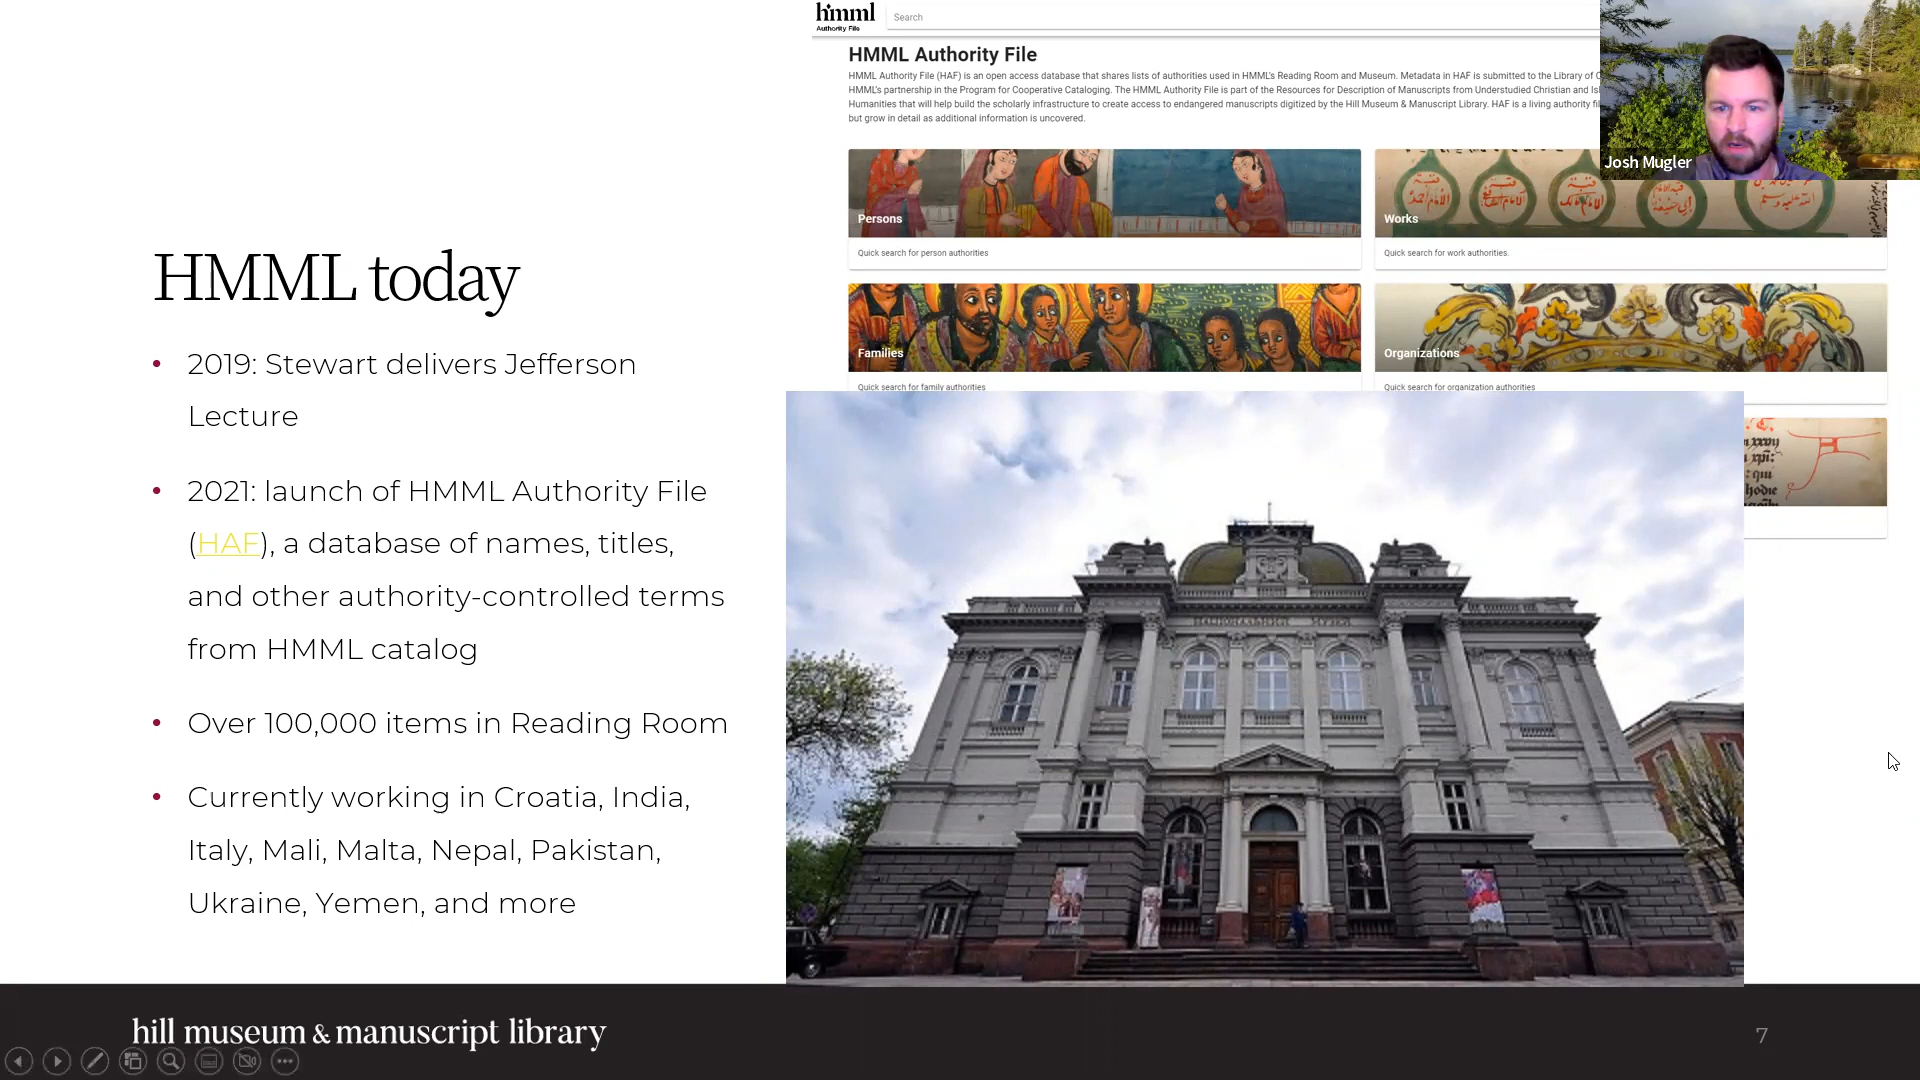 HMML today
• 2019: Stewart delivers Jefferson
Lecture
• 2021: launch of HMML Authority File
(HAF), a database of names, titles,
and other authority-controlled terms
from HMML catalog
• Over 100,000 items in Reading Room
• Currently working in Croatia, India,
Italy, Mali, Malta, Nepal, Pakistan,
Ukraine, Yemen, and more
hmml
Authority File
Search
HMML Authority File
HMML Authority File (HAF) is an open access database that shares lists of authorities used in HMML's Reading Room and Museum. Metadata in HAF is submitted to the Library of
HMML's partnership in the Program for Cooperative Cataloging. The HMML Authority File is part of the Resources for Description of Manuscripts from Understudied Christian and
Humanities that will help build the scholarly infrastructure to create access to endangered manuscripts digitized by the Hill Museum & Manuscript Library. HAF is a living authority
but grow in detail as additional information is uncovered.
Persons
Quick search for person authorities
Works
Quick search for work authorities.
Families
Quick search for family authorities
Organizations
Quick search for organization authorities
Josh Mugler
hodie
hill museum & manuscript library
7